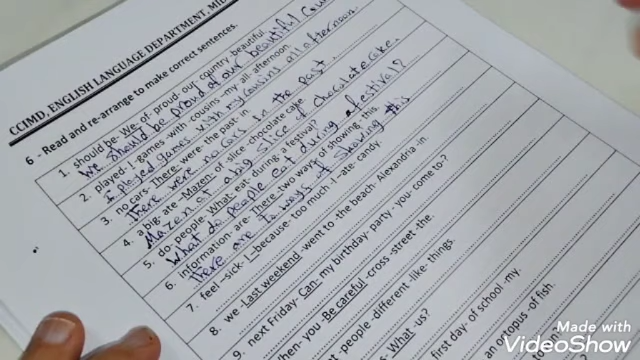 CCIMD, ENGLISH LANGUAGE DEPARTMENT, MID
6 - Read and re-arrange to make correct sentences.
1. should be- We- of- proud- our- country- beautiful.
We should be proud of our beautiful Coun
2. played- I -games -with -cousins -my- all- afternoon.
I played games with my cousins all afternoon.
3. no cars- There- were- the past- in.
There were no cars in the past
4. a big- ate –Mazen- of- slice- chocolate cake.
Mazen at a big slice of chocolate cake.
5. do- people- What- eat- during- a festival?
What do people eat during a festival?
6. Information- are- There- two ways- of showing- this.
There are to ways of showing this
7. feel –sick- I –because- too much- I –ate- candy.
8. we -Last weekend -went to -the beach- Alexandria -in.
9. next Friday- Can- my birthday- party - you- come to-?
hen- you- Be careful -cross -street -the.
people -different -like- things.
- What -us?
first day- of school -my.
an octopus- of fish.
Made with
VideoShow